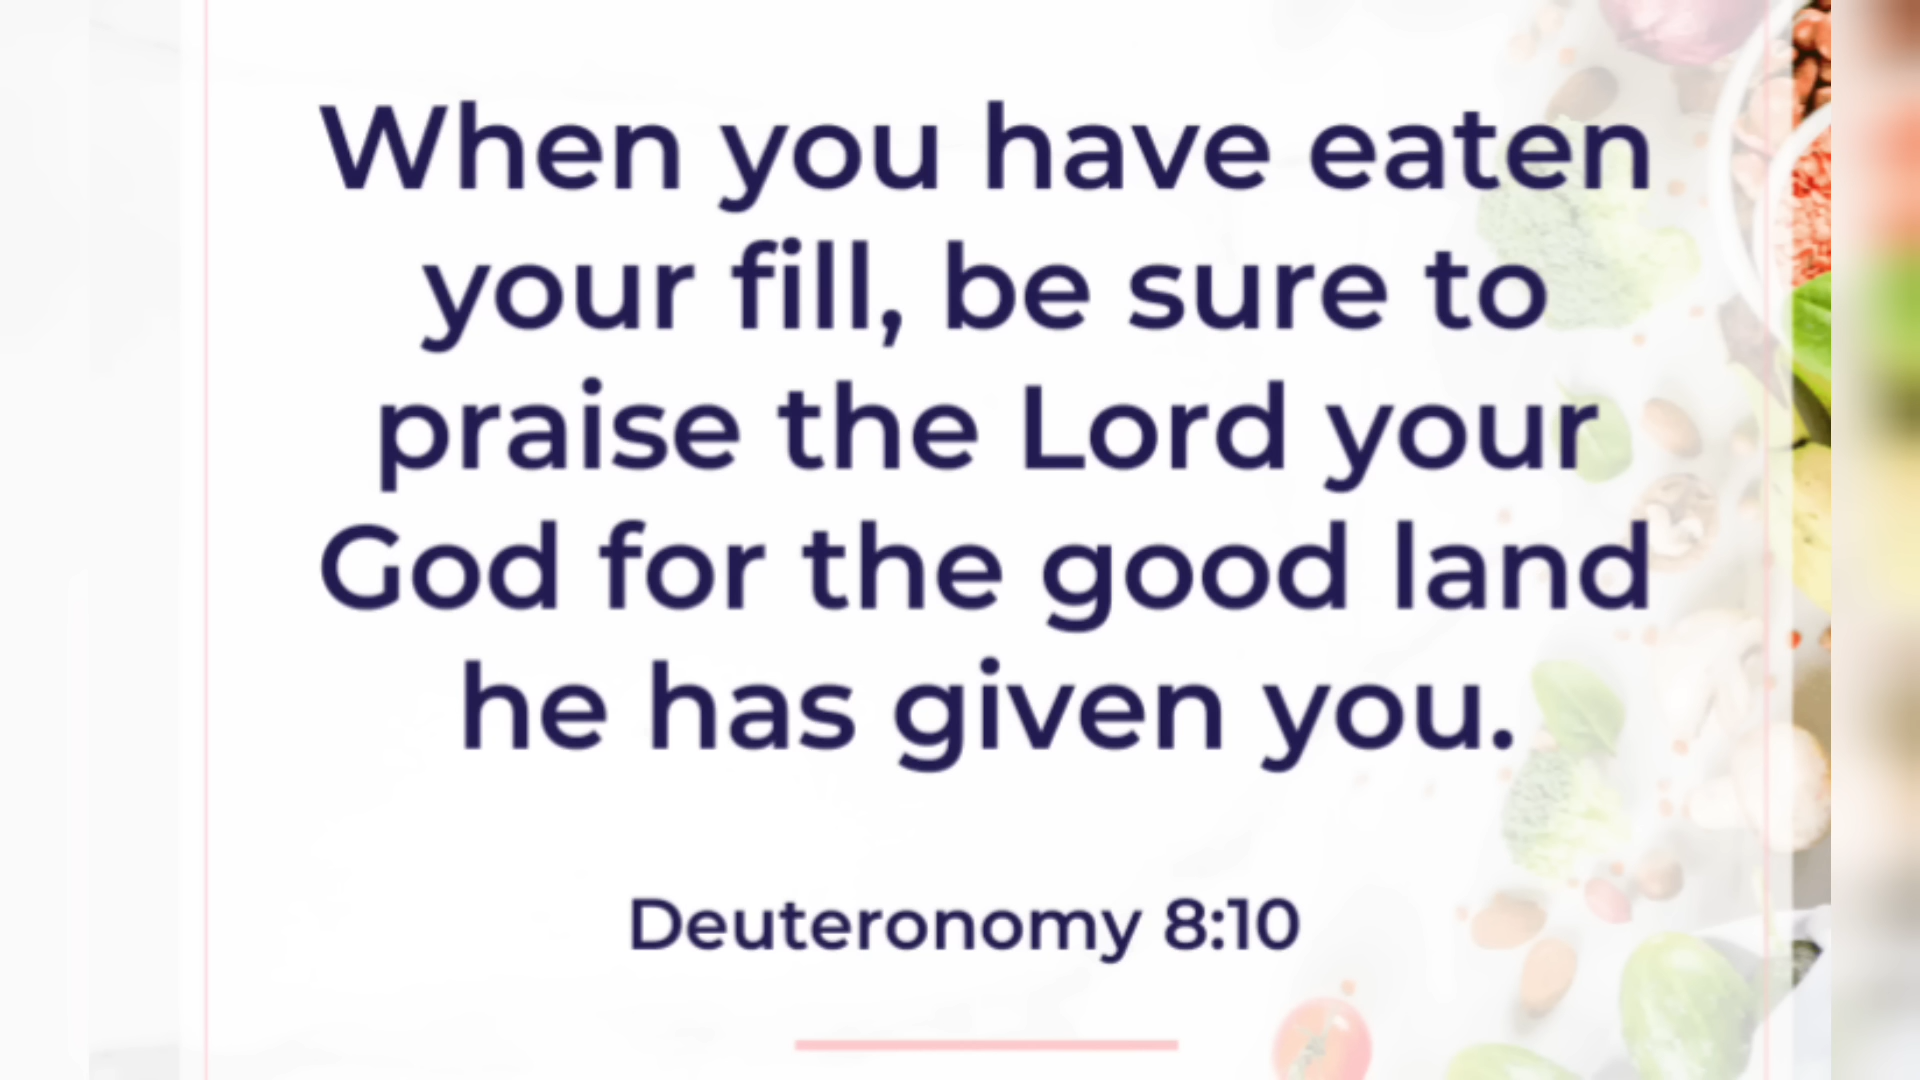 When you have eaten
your fill, be sure to
praise the Lord your
God for the good land
he has given you.
Deuteronomy 8:10